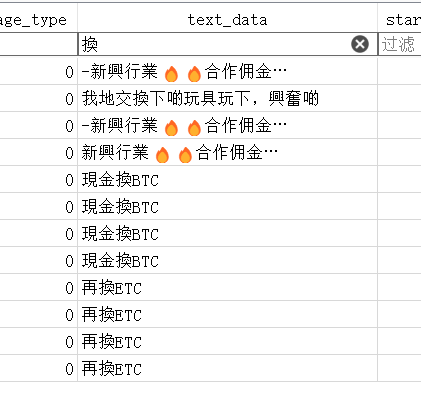 age_type text_data star
換 过滤
0 -新興行業🔥🔥合作佣金…
0 我地交換下啲玩具玩下，興奮啲
0 -新興行業🔥🔥合作佣金…
0 新興行業🔥🔥合作佣金…
0 現金換BTC
0 現金換BTC
0 現金換BTC
0 現金換BTC
0 再換ETC
0 再換ETC
0 再換ETC
0 再換ETC